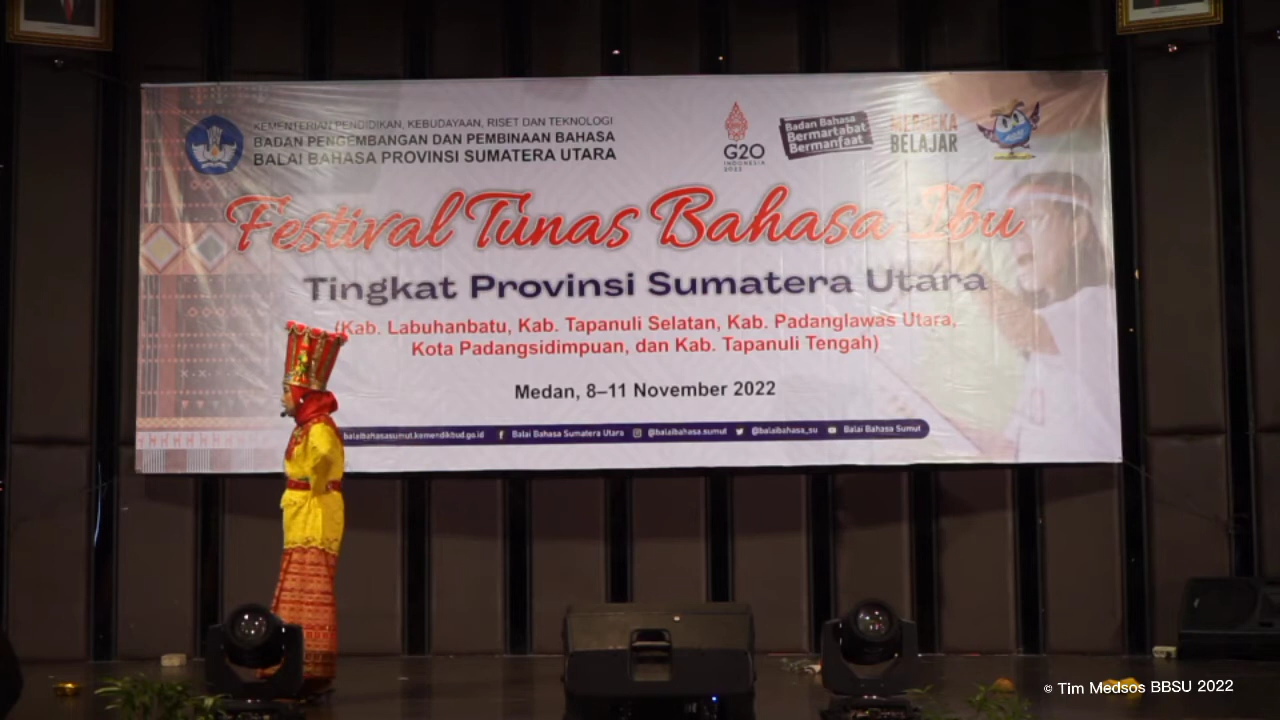 KEMENTERIAN PENDIDIKAN, KEBUDAYAAN, RISET DAN TEKNOLOGI
BADAN PENGEMBANGAN DAN PEMBINAAN BAHASA
BALAI BAHASA PROVINSI SUMATERA UTARA
G20
INDONESIA
2022
Badan Bahasa
Bermartabat
Bermanfaat
MERDEKA
BELAJAR
Festival Tunas Bahasa Ibu
Tingkat Provinsi Sumatera Utara
(Kab. Labuhanbatu, Kab. Tapanuli Selatan, Kab. Padanglawas Utara,
Kota Padangsidimpuan, dan Kab. Tapanuli Tengah)
Medan, 8–11 November 2022
balaibahasasumut.kemendikbud.go.id Balai Bahasa Sumatera Utara @balaibahasa.sumut @balaibahasa_su Balai Bahasa Sumut
© Tim Medsos BBSU 2022